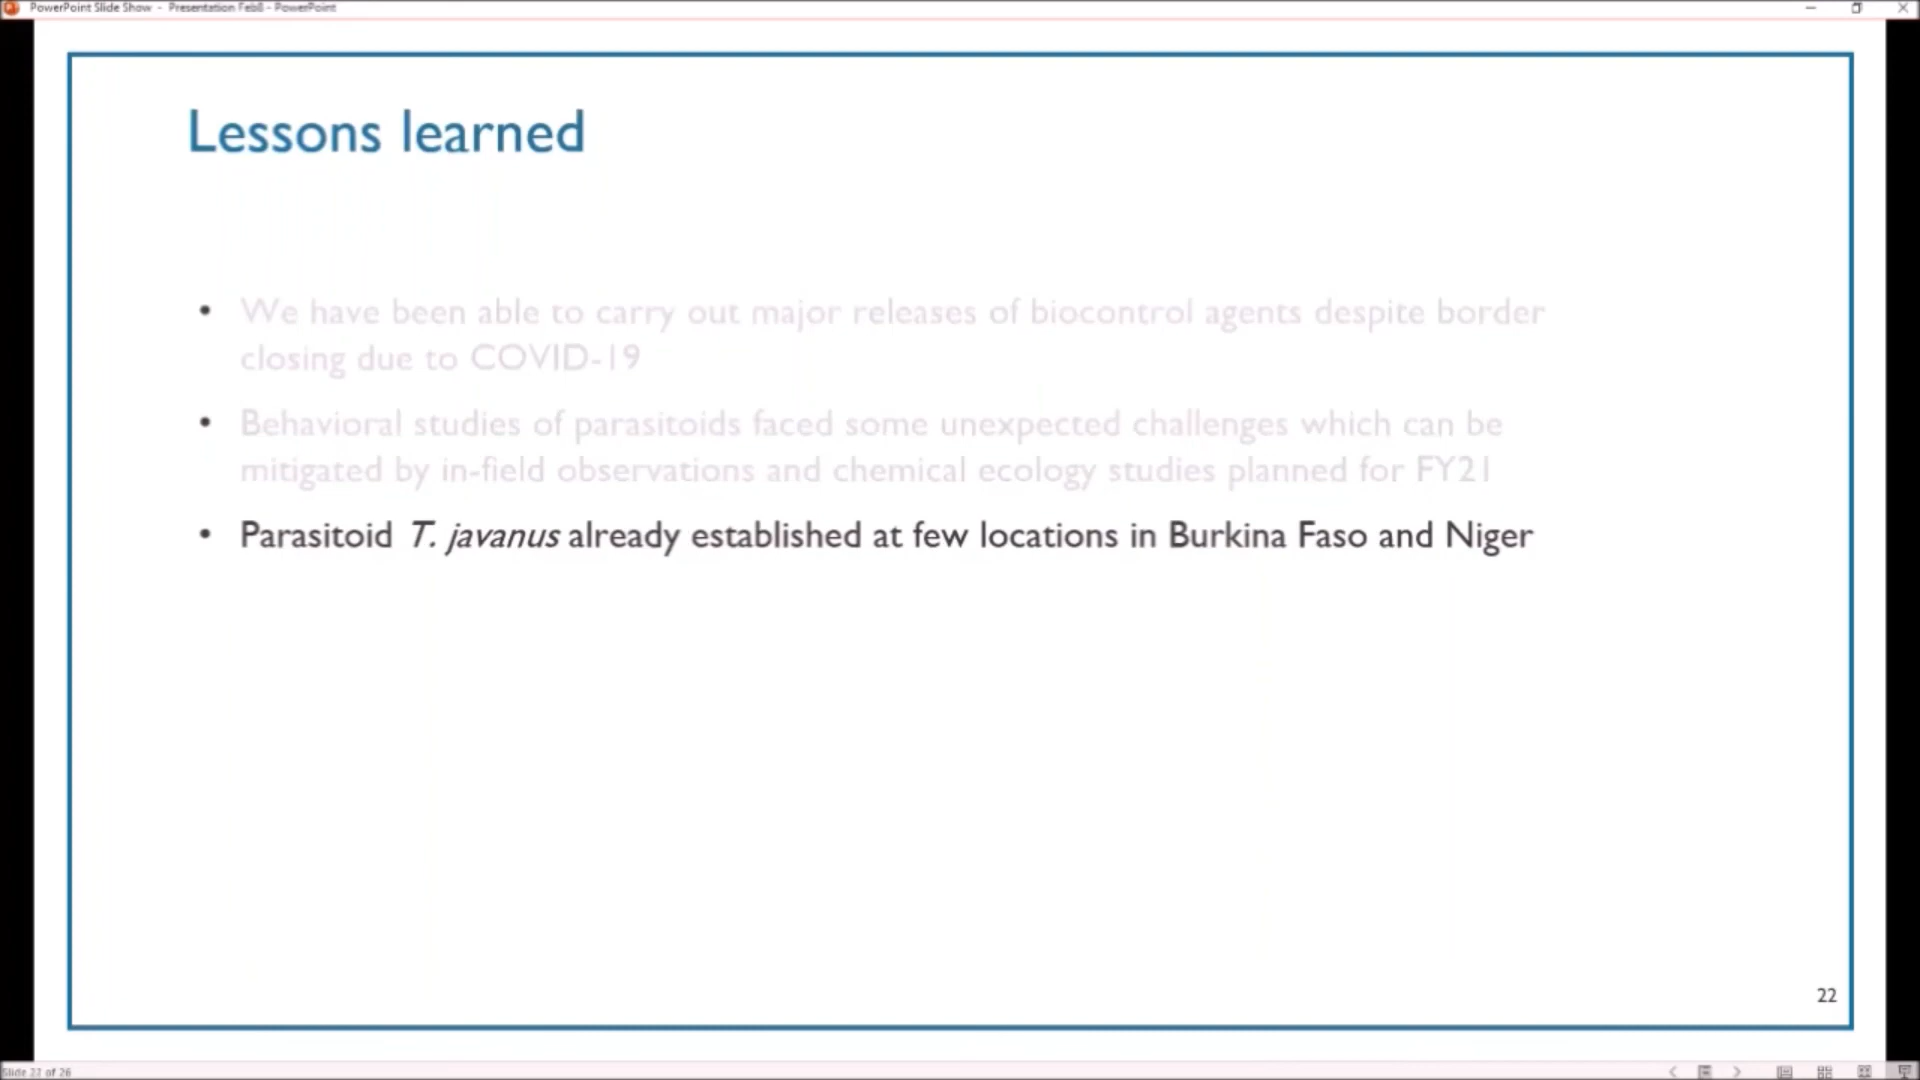 PowerPoint Slide Show - Presentation Feb8 - PowerPoint
Lessons learned
• We have been able to carry out major releases of biocontrol agents despite border
closing due to COVID-19
• Behavioral studies of parasitoids faced some unexpected challenges which can be
mitigated by in-field observations and chemical ecology studies planned for FY21
• Parasitoid T. javanus already established at few locations in Burkina Faso and Niger
22
Slide 22 of 26